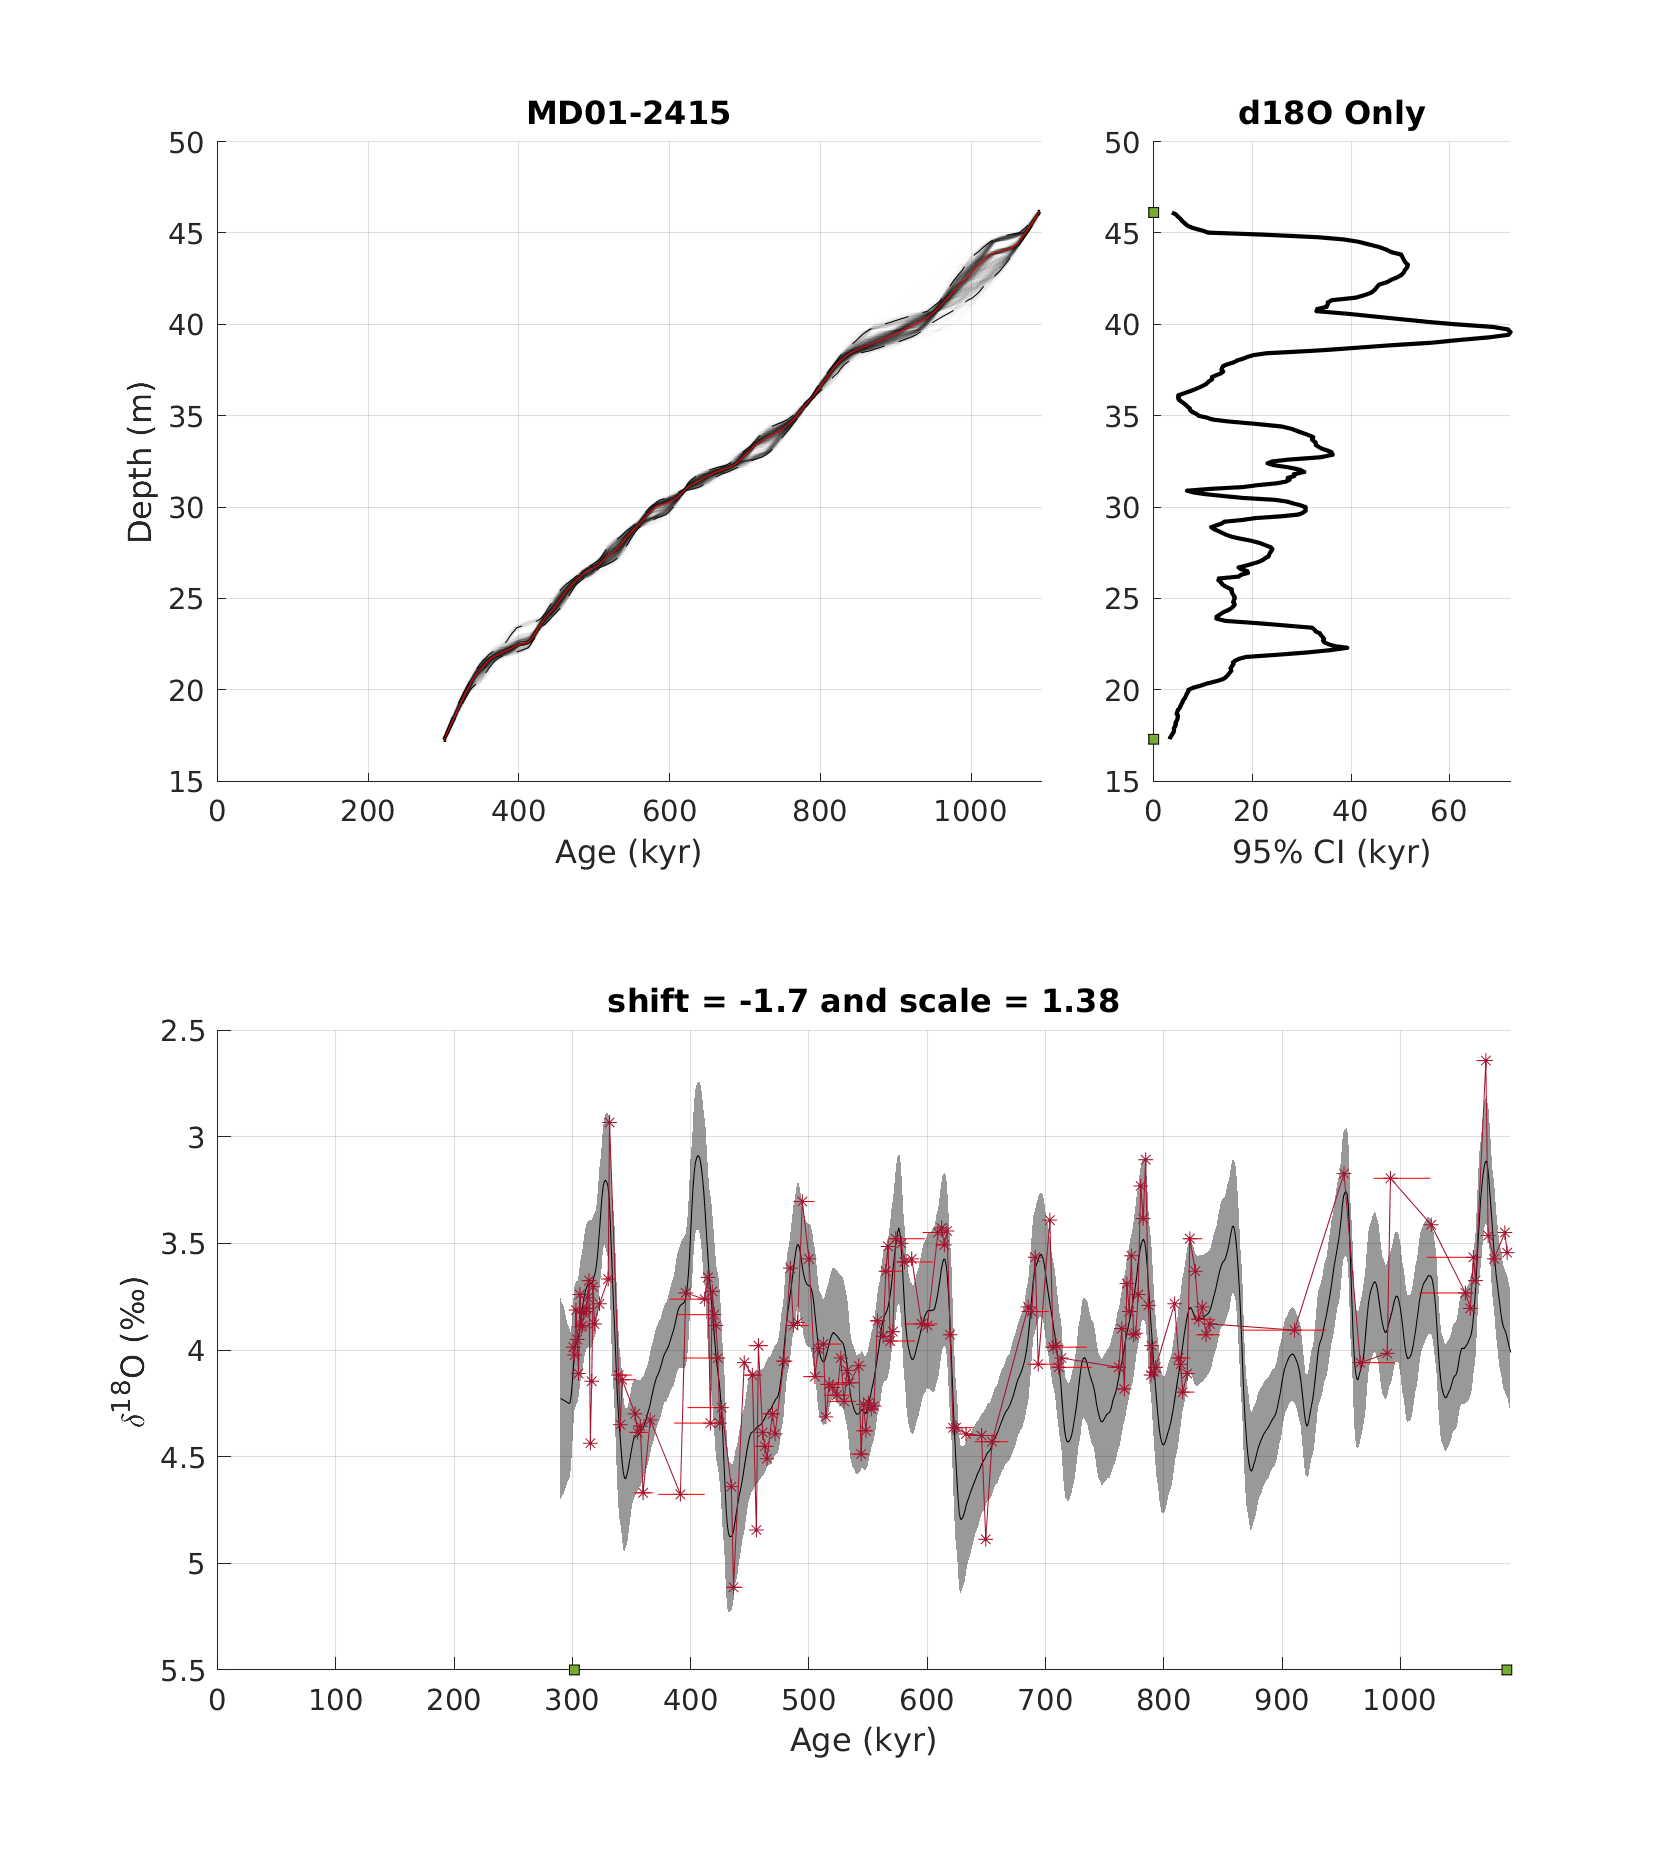 MD01-2415
50
45
40
35
30
25
20
15
Depth (m)
0 200 400 600 800 1000
Age (kyr)
d18O Only
50
45
40
35
30
25
20
15
0 20 40 60
95% CI (kyr)
shift = -1.7 and scale = 1.38
2.5
3
3.5
4
4.5
5
5.5
δ¹⁸O (‰)
0 100 200 300 400 500 600 700 800 900 1000
Age (kyr)